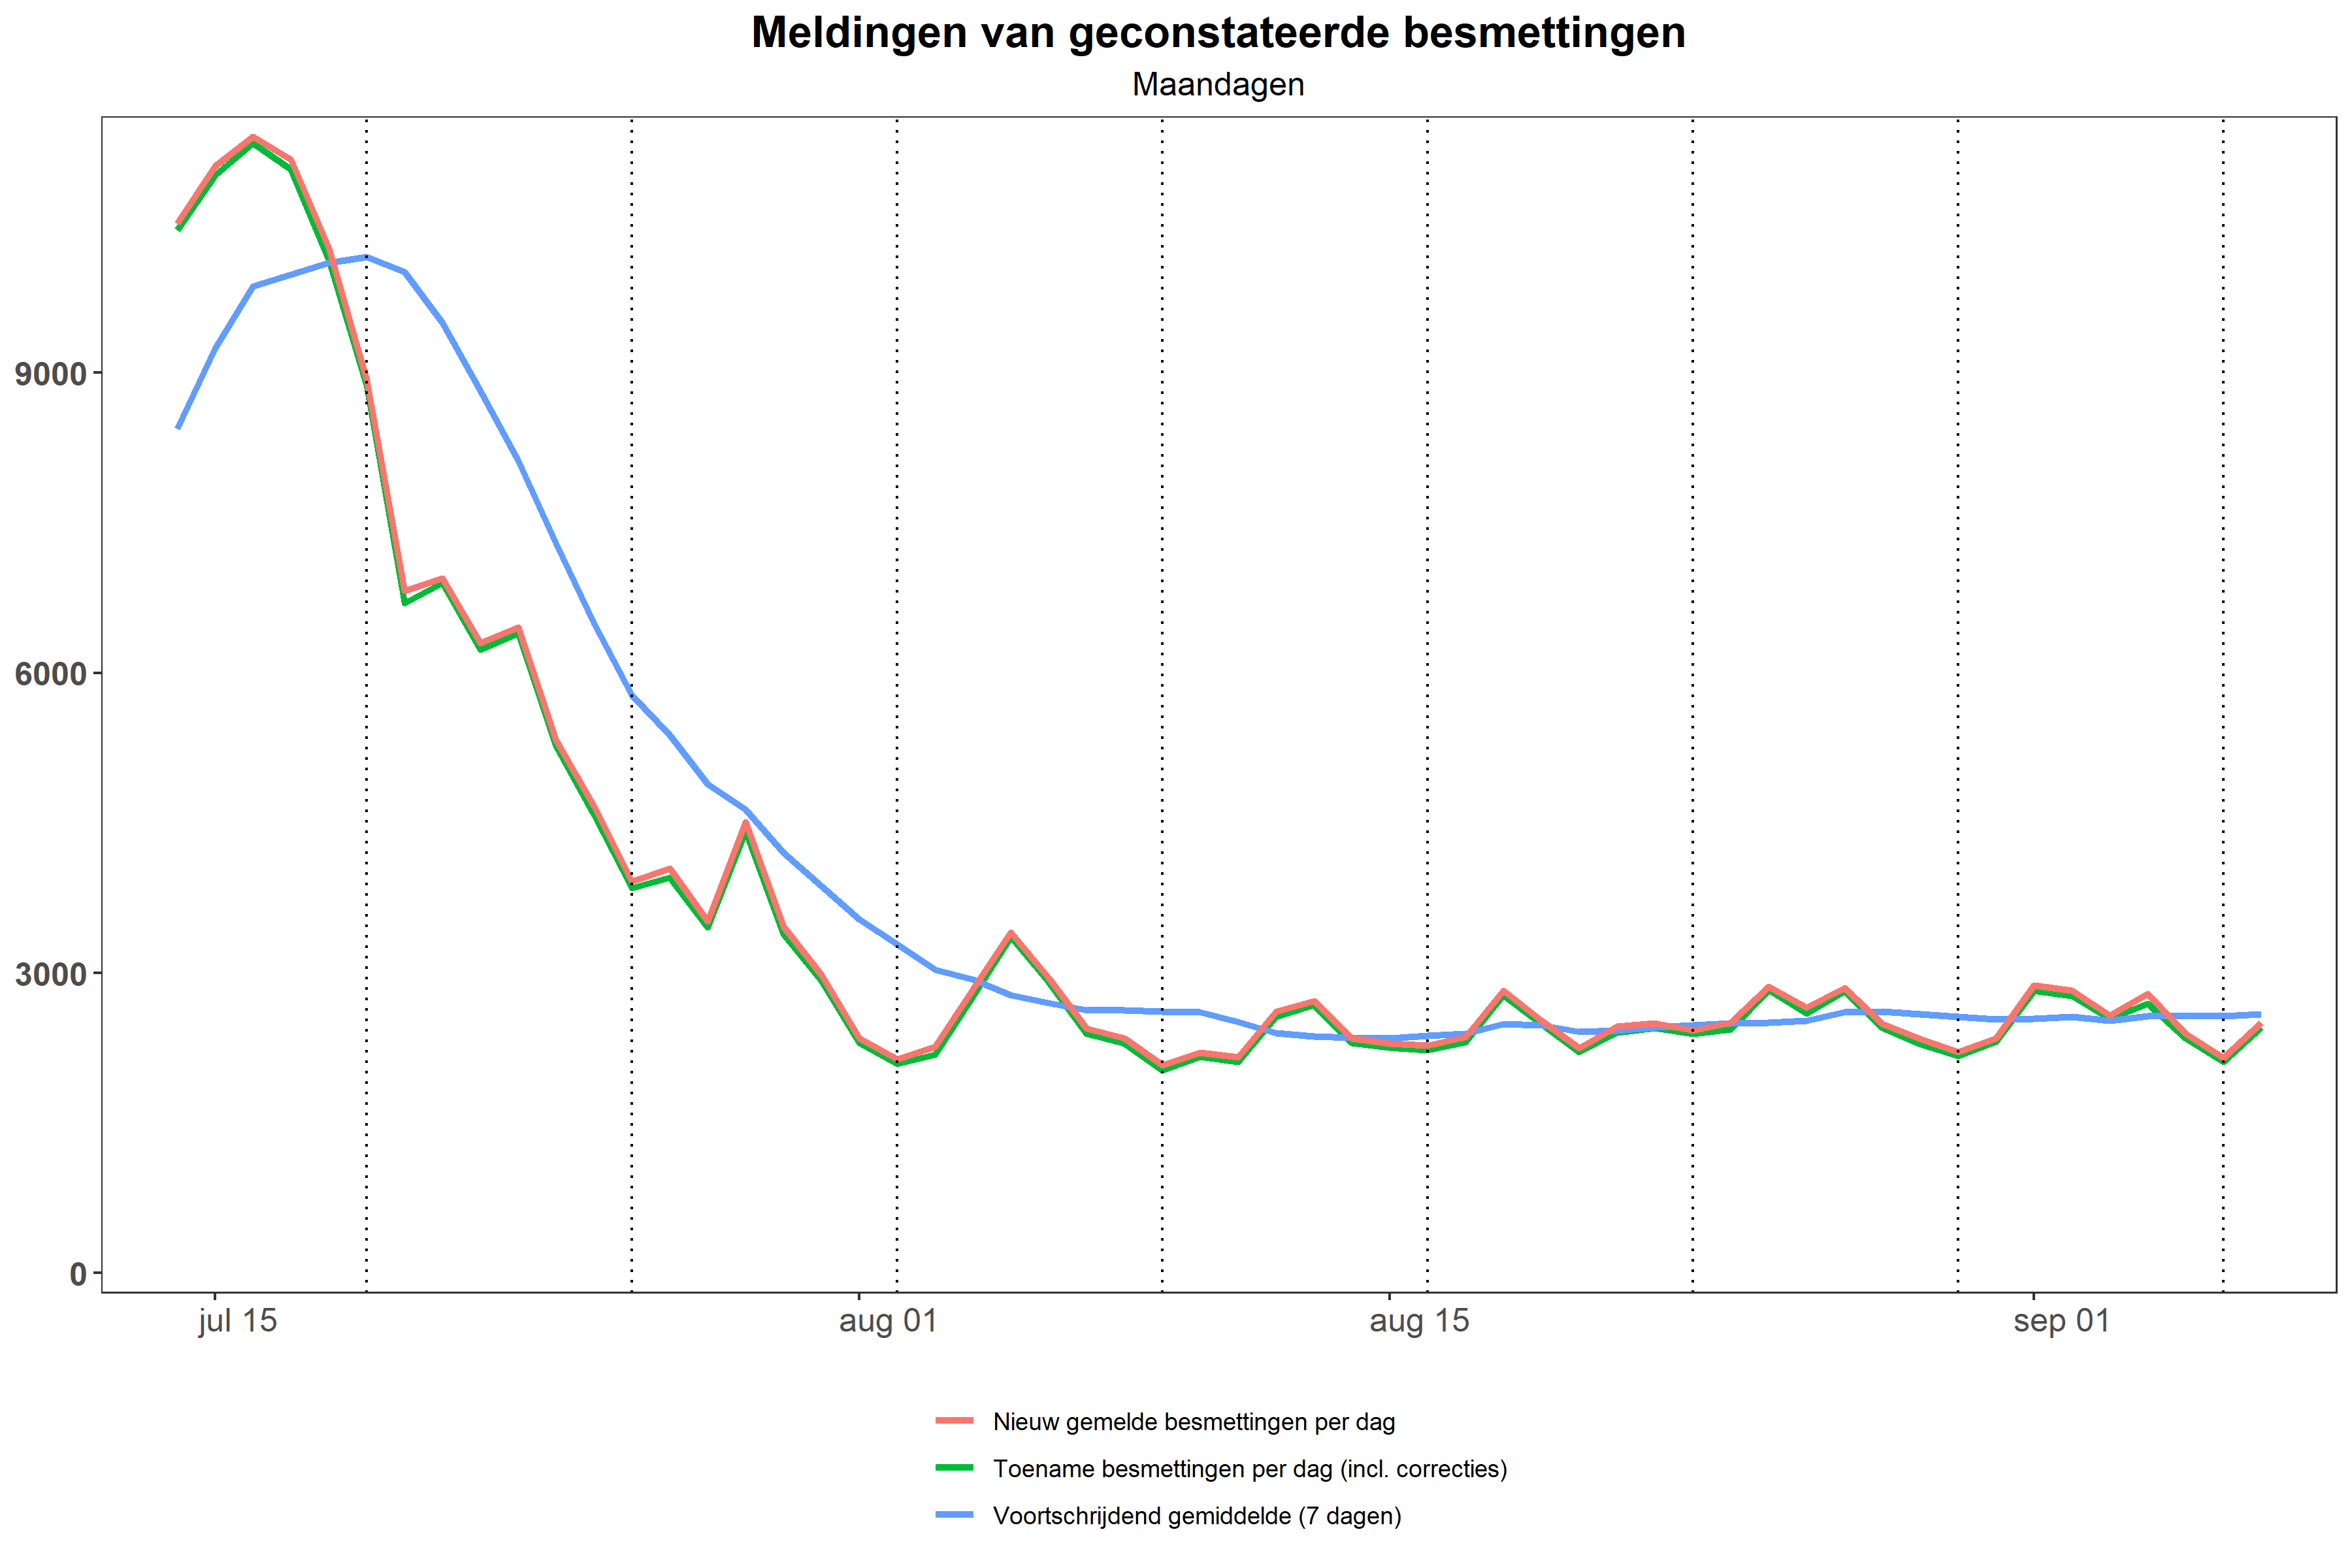 Meldingen van geconstateerde besmettingen
Maandagen
9000
6000
3000
0
jul 15
aug 01
aug 15
sep 01
Nieuw gemelde besmettingen per dag
Toename besmettingen per dag (incl. correcties)
Voortschrijdend gemiddelde (7 dagen)